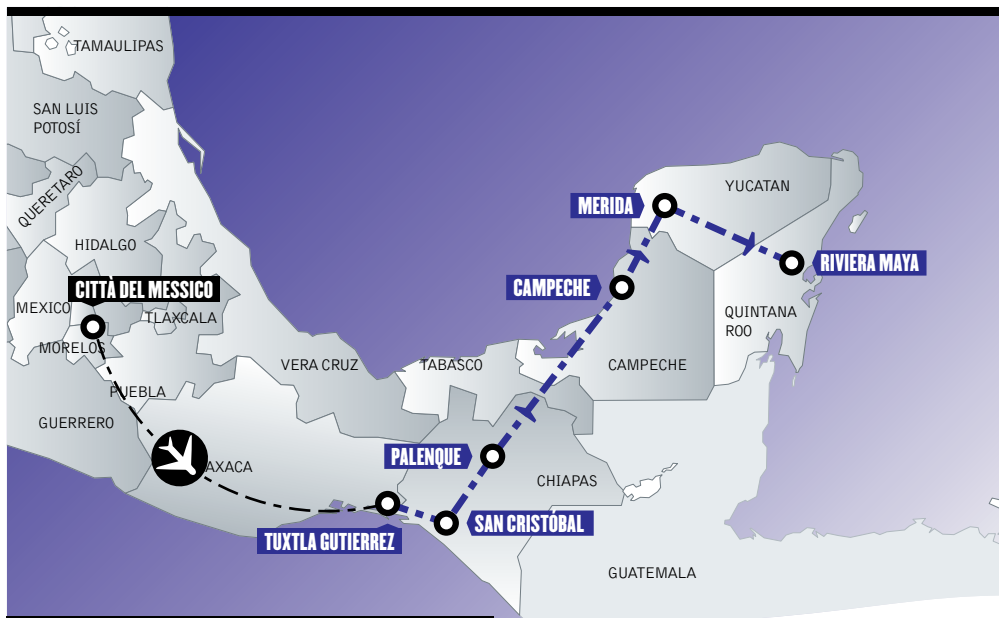 TAMAULIPAS
SAN LUIS
POTOSÍ
QUERETARO
YUCATAN
MERIDA
HIDALGO
RIVIERA MAYA
CITTÀ DEL MESSICO
CAMPECHE
MEXICO
TLAXCALA
QUINTANA
ROO
MORELOS
VERA CRUZ
TABASCO
CAMPECHE
PUEBLA
GUERRERO
PALENQUE
AXACA
CHIAPAS
SAN CRISTÓBAL
TUXTLA GUTIERREZ
GUATEMALA